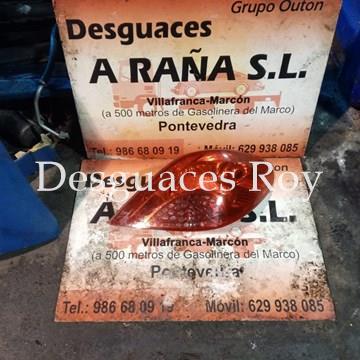 Grupo Outon
Desguaces
A RAÑA S.L.
Villafranca-Marcón
(a 500 metros de Gasolinera del Marco)
Pontevedra
Tel.: 986 68 09 19 Móvil: 629 938 085
Desguaces Roy
A S.L.
Villafranca-Marcón
(a 500 metros de Gasolinera del Marco)
Pontevedra
Tel.: 986 68 09 19 Móvil: 629 938 085